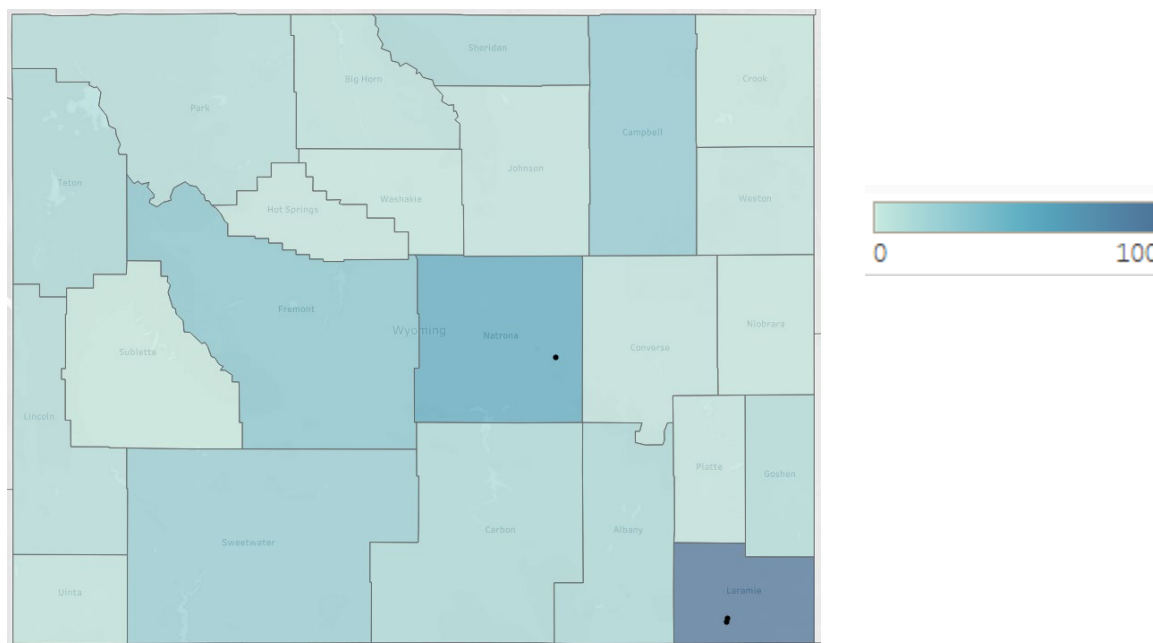 Sheridan
Big Horn
Crook
Park
Campbell
Johnson
Teton
Washakie
Weston
Hot Springs
Fremont
Wyoming
Natrona
Niobrara
Converse
Sublette
Lincoln
Platte
Goshen
Carbon
Albany
Sweetwater
Uinta
Laramie
0
100